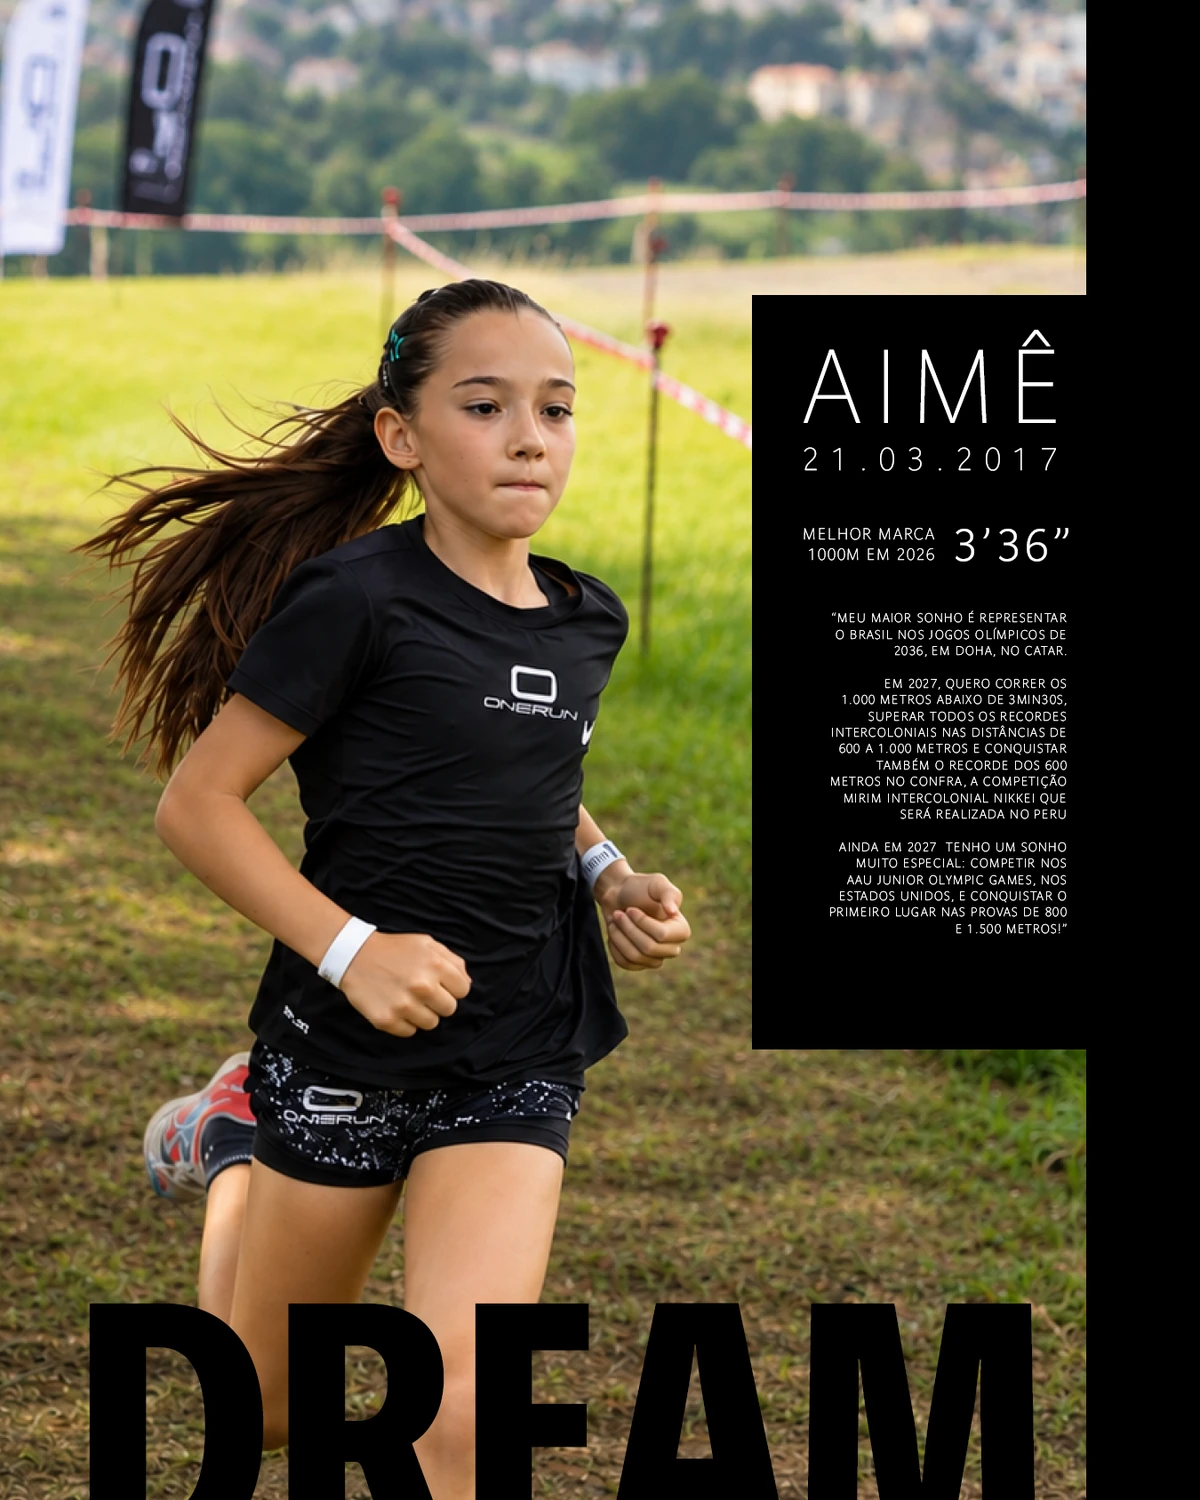 AIMÊ
21.03.2017
MELHOR MARCA
1000M EM 2026
3’36”
“MEU MAIOR SONHO É REPRESENTAR
O BRASIL NOS JOGOS OLÍMPICOS DE
2036, EM DOHA, NO CATAR.
EM 2027, QUERO CORRER OS
1.000 METROS ABAIXO DE 3MIN30S,
SUPERAR TODOS OS RECORDES
INTERCOLONIAIS NAS DISTÂNCIAS DE
600 A 1.000 METROS E CONQUISTAR
TAMBÉM O RECORDE DOS 600
METROS NO CONFRA, A COMPETIÇÃO
MIRIM INTERCOLONIAL NIKKEI QUE
SERÁ REALIZADA NO PERU
AINDA EM 2027 TENHO UM SONHO
MUITO ESPECIAL: COMPETIR NOS
AAU JUNIOR OLYMPIC GAMES, NOS
ESTADOS UNIDOS, E CONQUISTAR O
PRIMEIRO LUGAR NAS PROVAS DE 800
E 1.500 METROS!”
ONERUN
ONERUN
DREAM